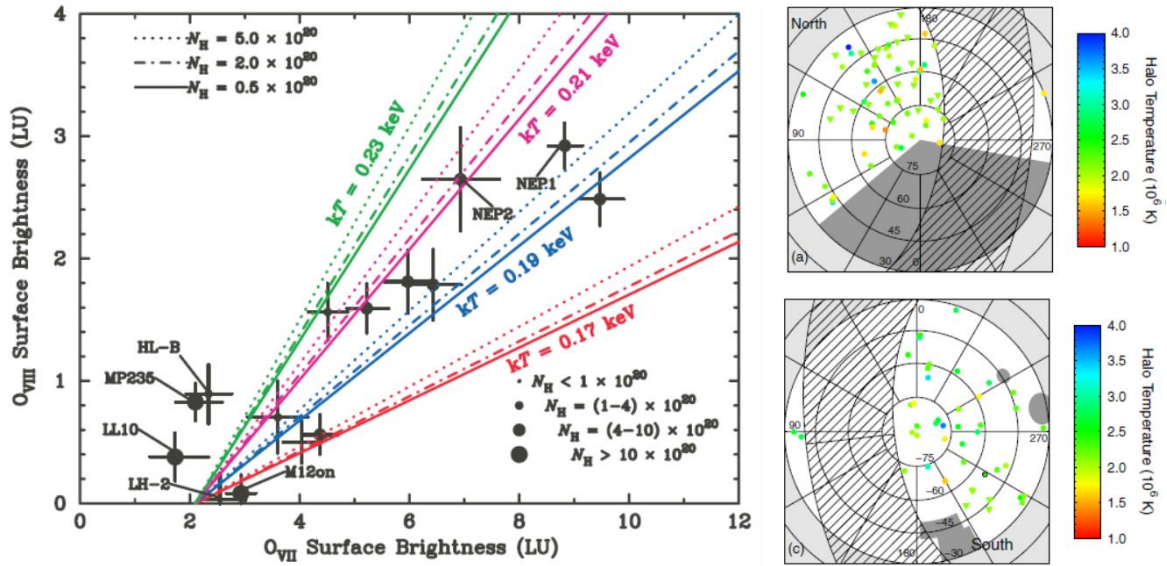 N_H = 5.0 × 10^20
N_H = 2.0 × 10^20
N_H = 0.5 × 10^20
kT = 0.23 keV
kT = 0.21 keV
kT = 0.19 keV
kT = 0.17 keV
NEP1
NEP2
HL-B
MP235
LL10
LH-2
M12on
N_H < 1 × 10^20
N_H = (1-4) × 10^20
N_H = (4-10) × 10^20
N_H > 10 × 10^20
O_VIII Surface Brightness (LU)
4
3
2
1
0
0 2 4 6 8 10 12
O_VII Surface Brightness (LU)
North
180
90
270
75
60
45
30
0
(a)
4.0
3.5
3.0
2.5
2.0
1.5
1.0
Halo Temperature (10^6 K)
0
90
270
-75
-60
-45
-30
180
South
(c)
4.0
3.5
3.0
2.5
2.0
1.5
1.0
Halo Temperature (10^6 K)